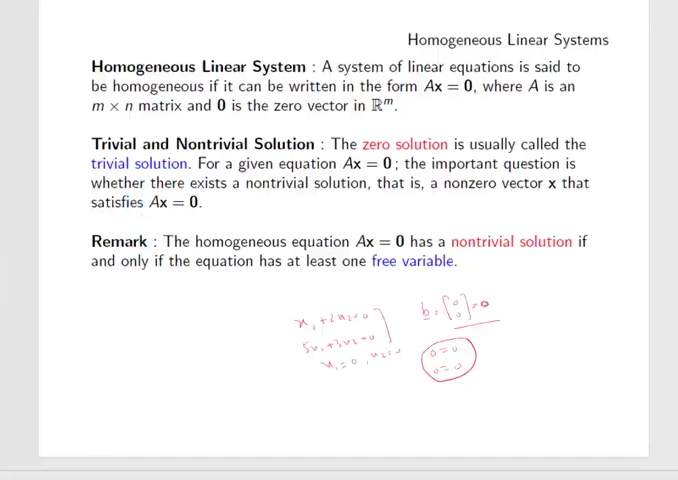 Homogeneous Linear Systems
Homogeneous Linear System : A system of linear equations is said to
be homogeneous if it can be written in the form Ax = 0, where A is an
m × n matrix and 0 is the zero vector in ℝᵐ.
Trivial and Nontrivial Solution : The zero solution is usually called the
trivial solution. For a given equation Ax = 0; the important question is
whether there exists a nontrivial solution, that is, a nonzero vector x that
satisfies Ax = 0.
Remark : The homogeneous equation Ax = 0 has a nontrivial solution if
and only if the equation has at least one free variable.
x₁ + 2x₂ = 0
5x₁ + 3x₂ = 0
x₁ = 0, x₂ = 0
b = [0 0] = 0
0 = 0
0 = 0